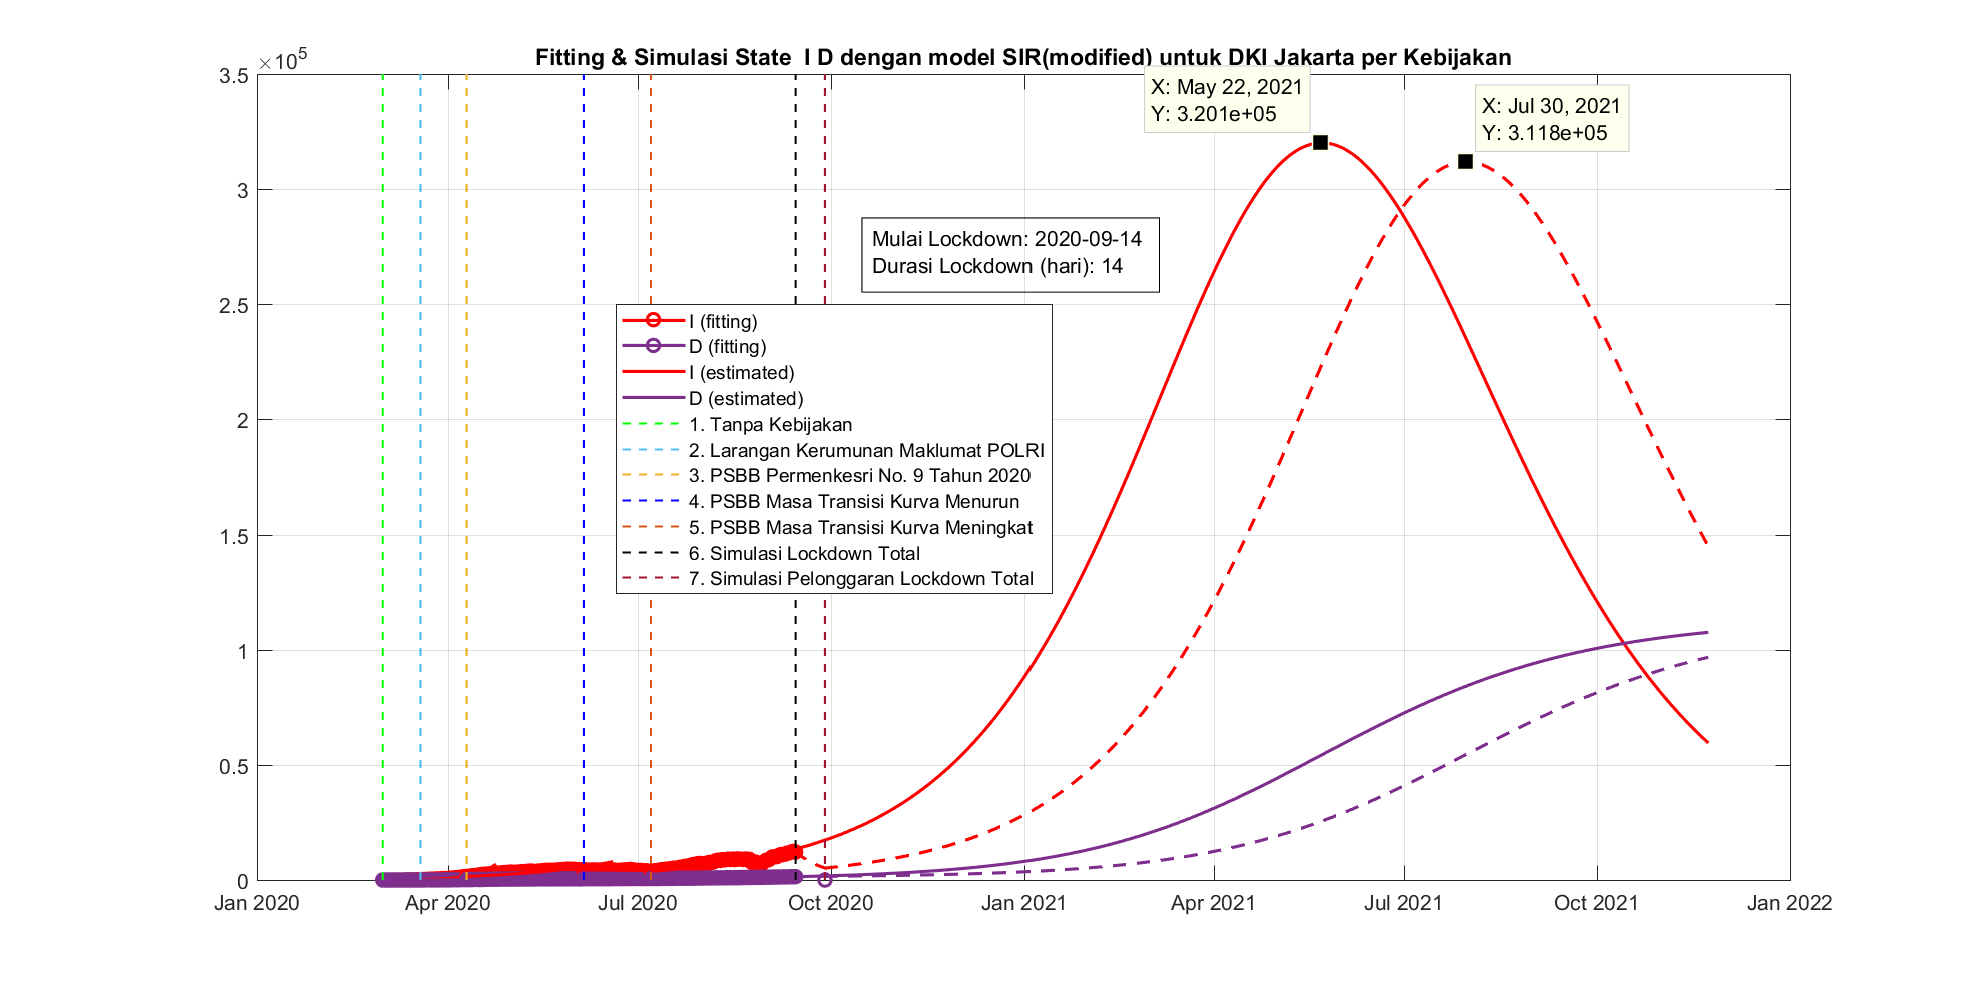 Fitting & Simulasi State I D dengan model SIR(modified) untuk DKI Jakarta per Kebijakan
×10^5
X: May 22, 2021
Y: 3.201e+05
X: Jul 30, 2021
Y: 3.118e+05
Mulai Lockdown: 2020-09-14
Durasi Lockdown (hari): 14
I (fitting)
D (fitting)
I (estimated)
D (estimated)
1. Tanpa Kebijakan
2. Larangan Kerumunan Maklumat POLRI
3. PSBB Permenkesri No. 9 Tahun 2020
4. PSBB Masa Transisi Kurva Menurun
5. PSBB Masa Transisi Kurva Meningkat
6. Simulasi Lockdown Total
7. Simulasi Pelonggaran Lockdown Total
3.5
3
2.5
2
1.5
1
0.5
0
Jan 2020
Apr 2020
Jul 2020
Oct 2020
Jan 2021
Apr 2021
Jul 2021
Oct 2021
Jan 2022